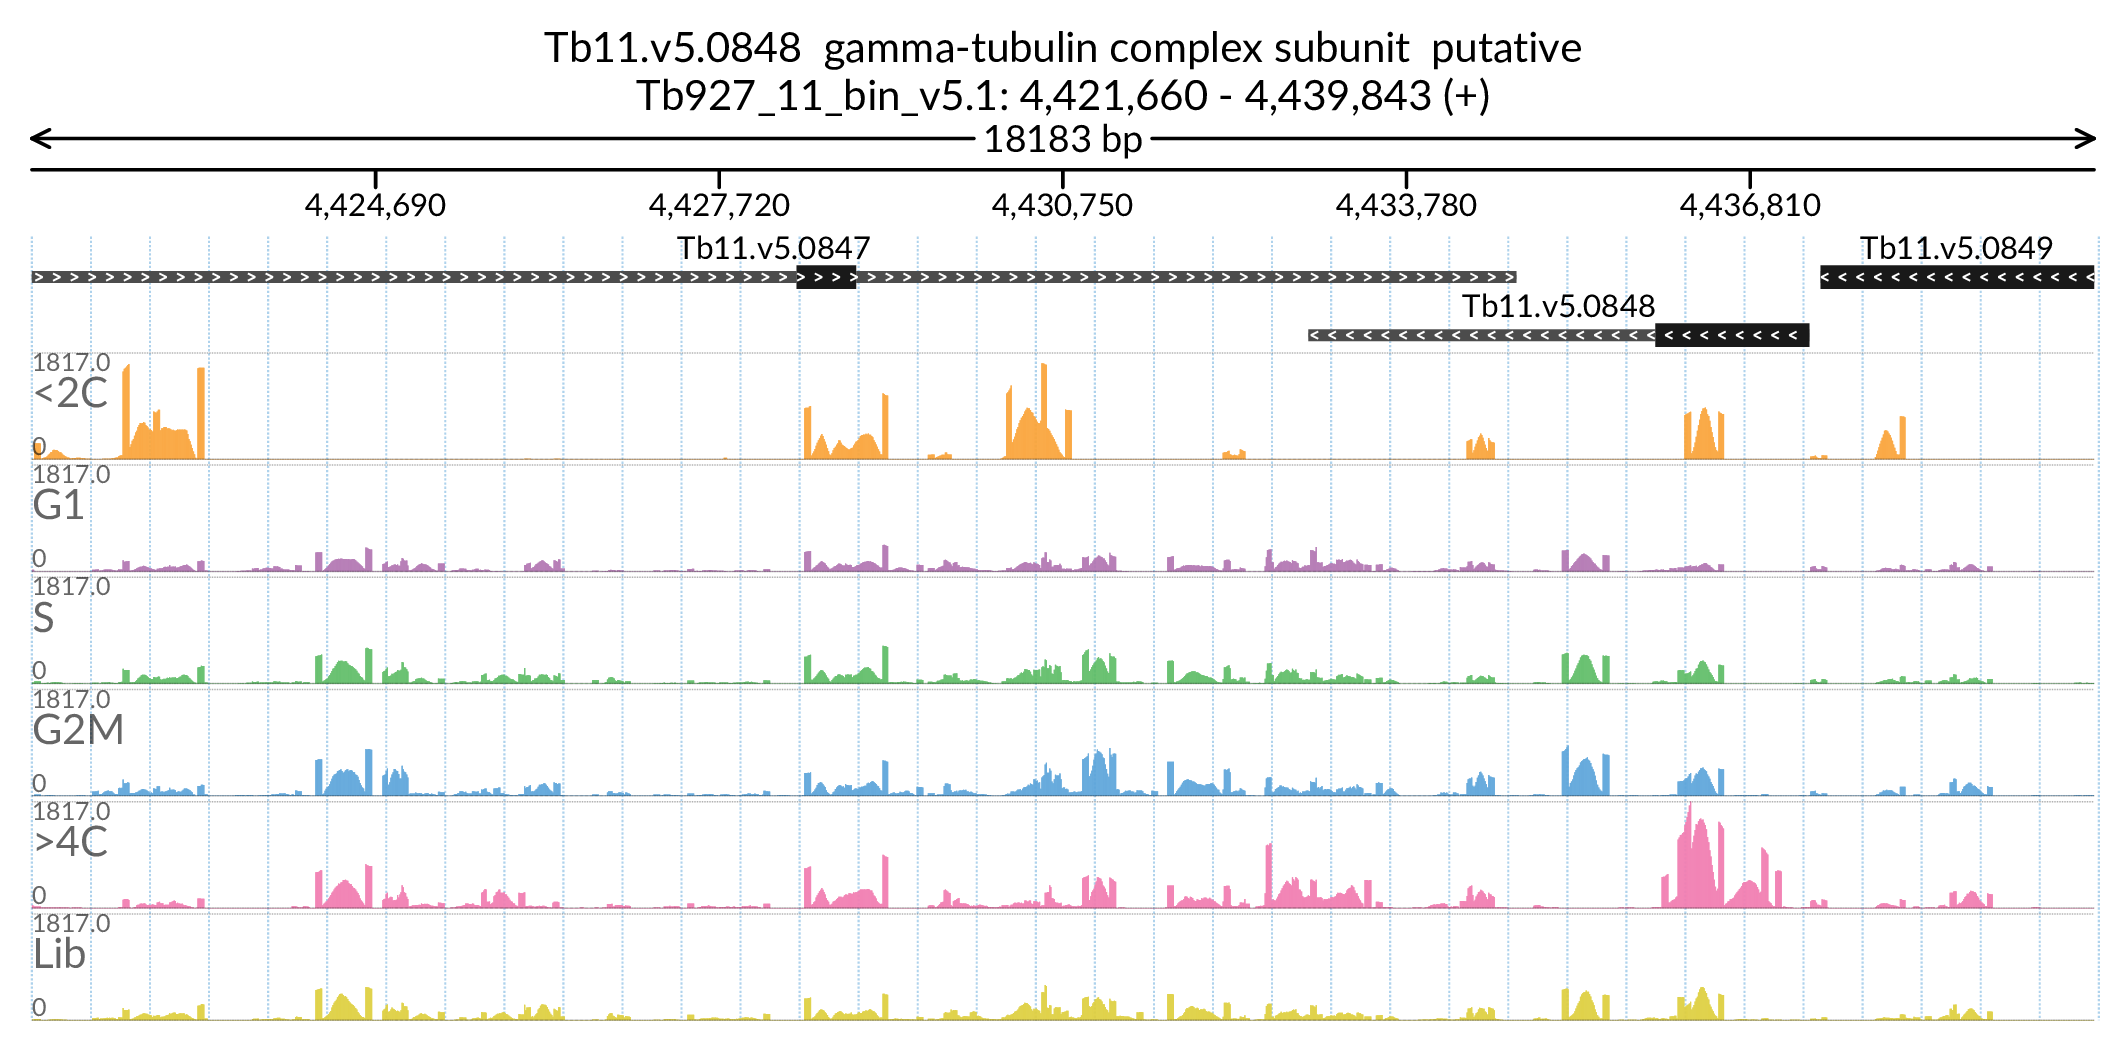 Tb11.v5.0848 gamma-tubulin complex subunit putative
Tb927_11_bin_v5.1: 4,421,660 - 4,439,843 (+)
18183 bp
4,424,690 4,427,720 4,430,750 4,433,780 4,436,810
Tb11.v5.0847 Tb11.v5.0849
Tb11.v5.0848
1817.0
<2C
0
1817.0
G1
0
1817.0
S
0
1817.0
G2M
0
1817.0
>4C
0
1817.0
Lib
0